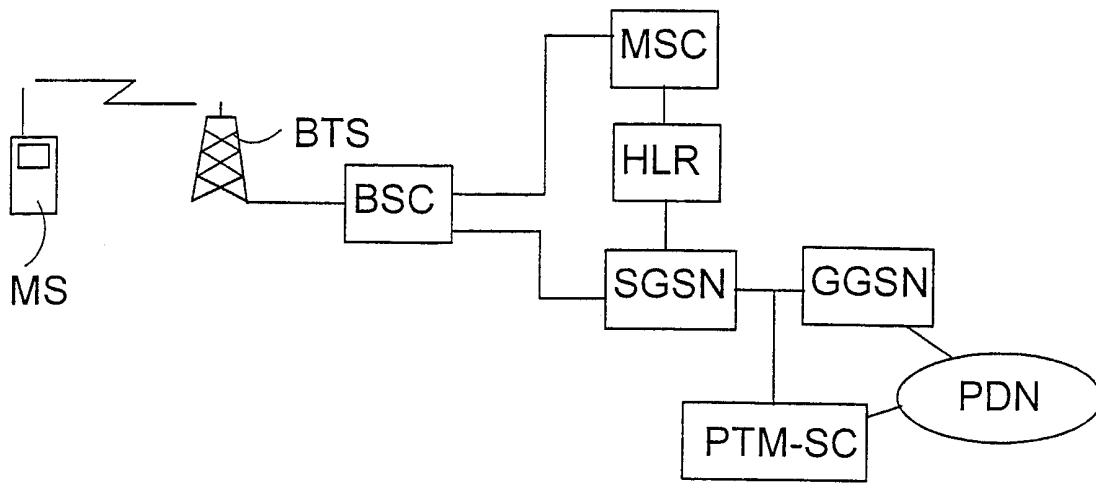 MSC
BTS
HLR
BSC
MS
SGSN
GGSN
PDN
PTM-SC